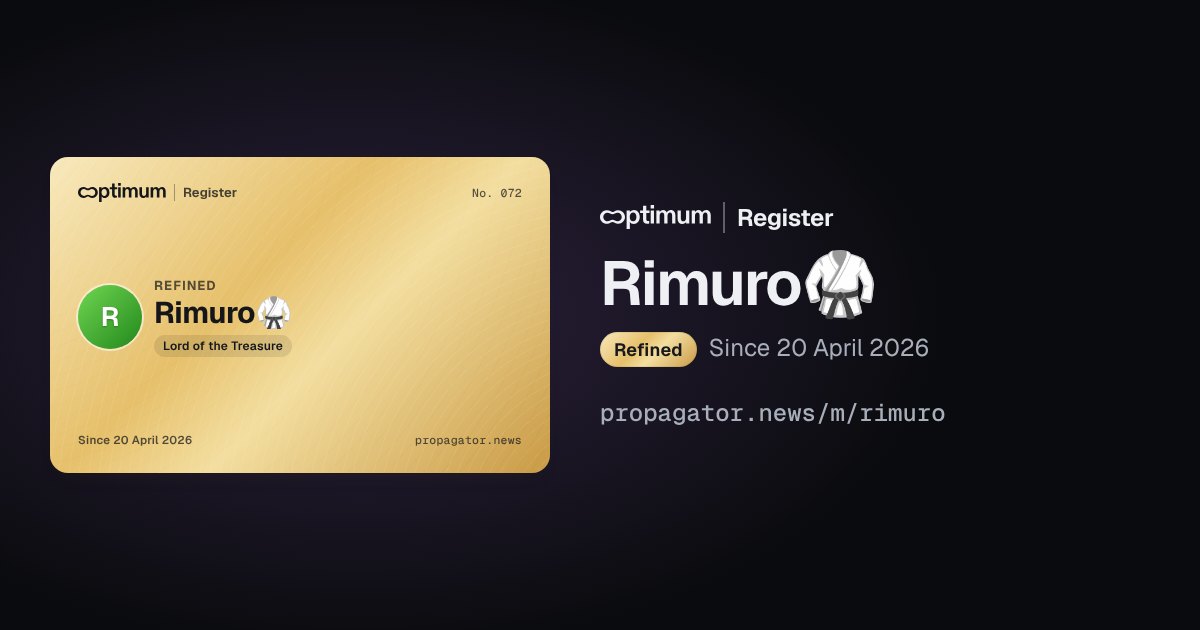 optimum | Register
No. 072
R
REFINED
Rimuro🥋
Lord of the Treasure
Since 20 April 2026
propagator.news
optimum | Register
Rimuro🥋
Refined Since 20 April 2026
propagator.news/m/rimuro